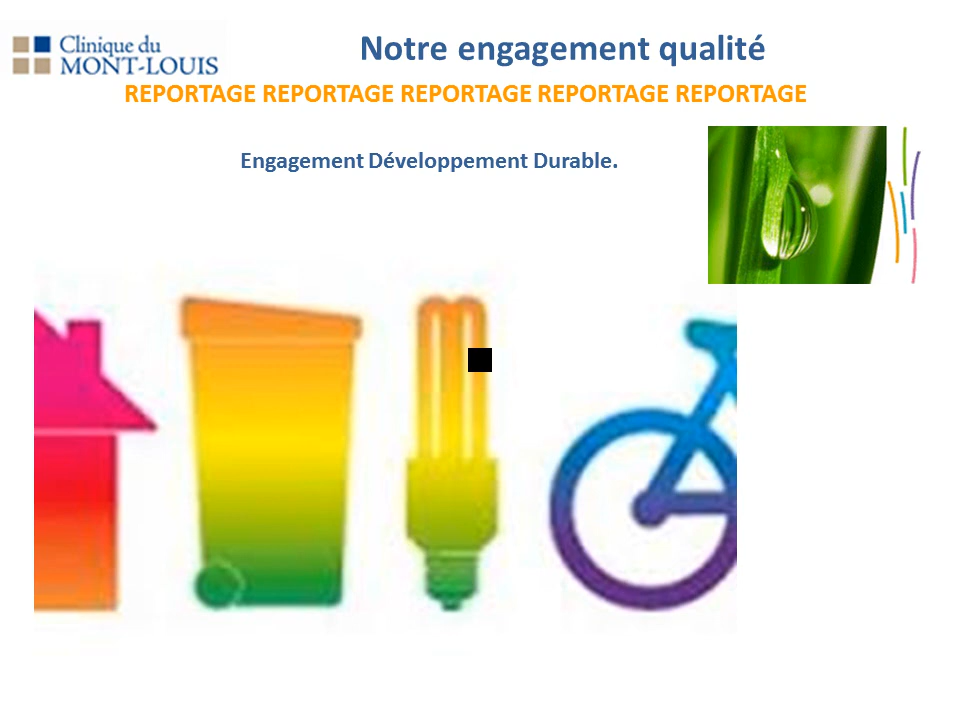 Clinique du
MONT-LOUIS
Notre engagement qualité
REPORTAGE REPORTAGE REPORTAGE REPORTAGE REPORTAGE
Engagement Développement Durable.